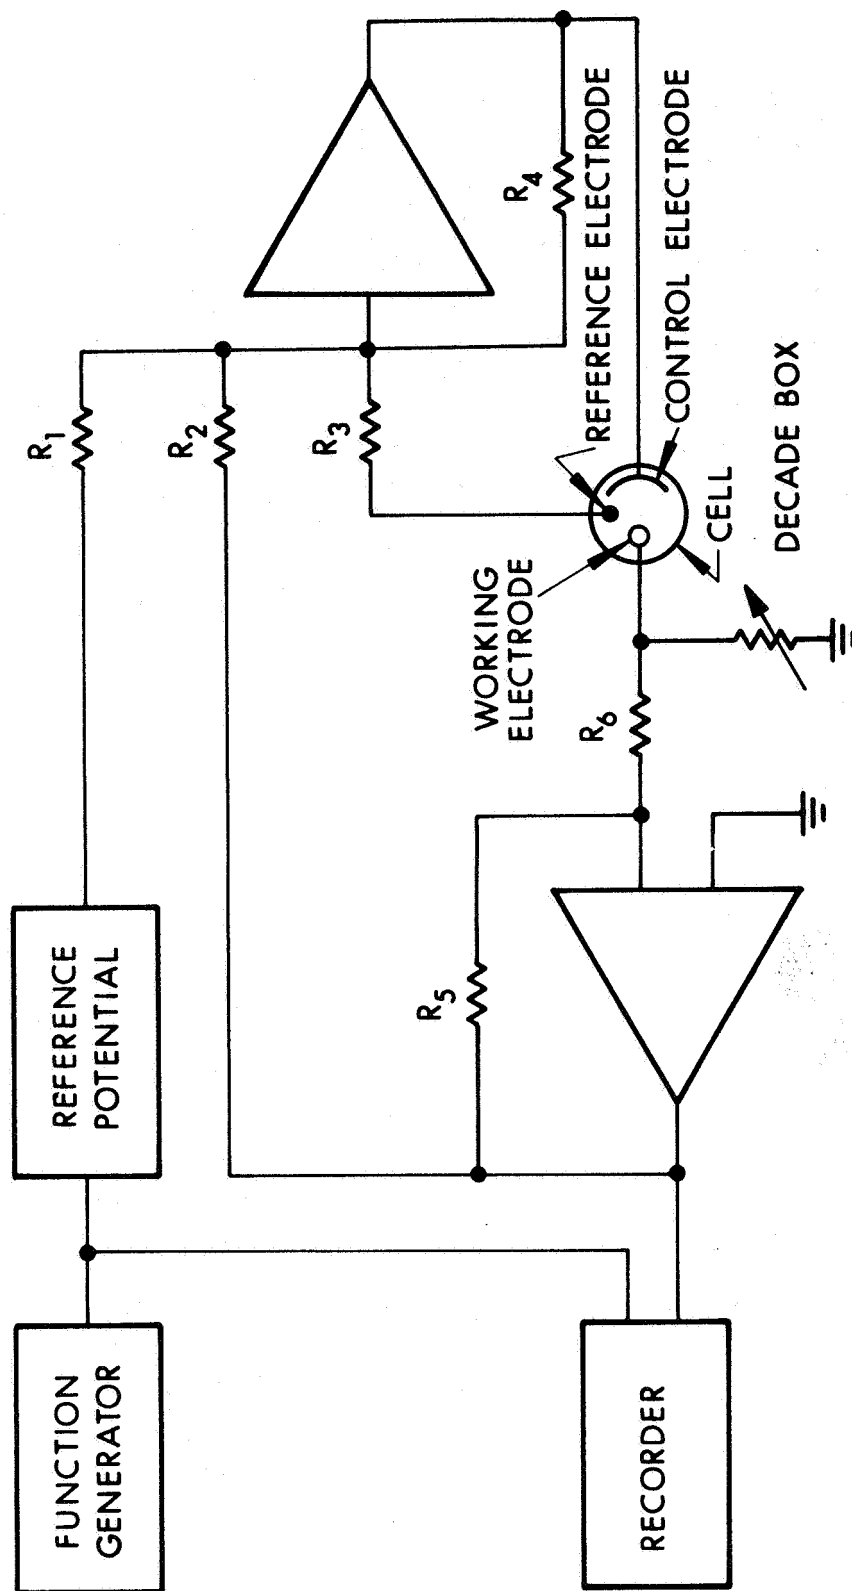 FUNCTION
GENERATOR
REFERENCE
POTENTIAL
R1
R2
R3
R4
REFERENCE ELECTRODE
CONTROL ELECTRODE
WORKING
ELECTRODE
CELL
DECADE BOX
R5
R6
RECORDER